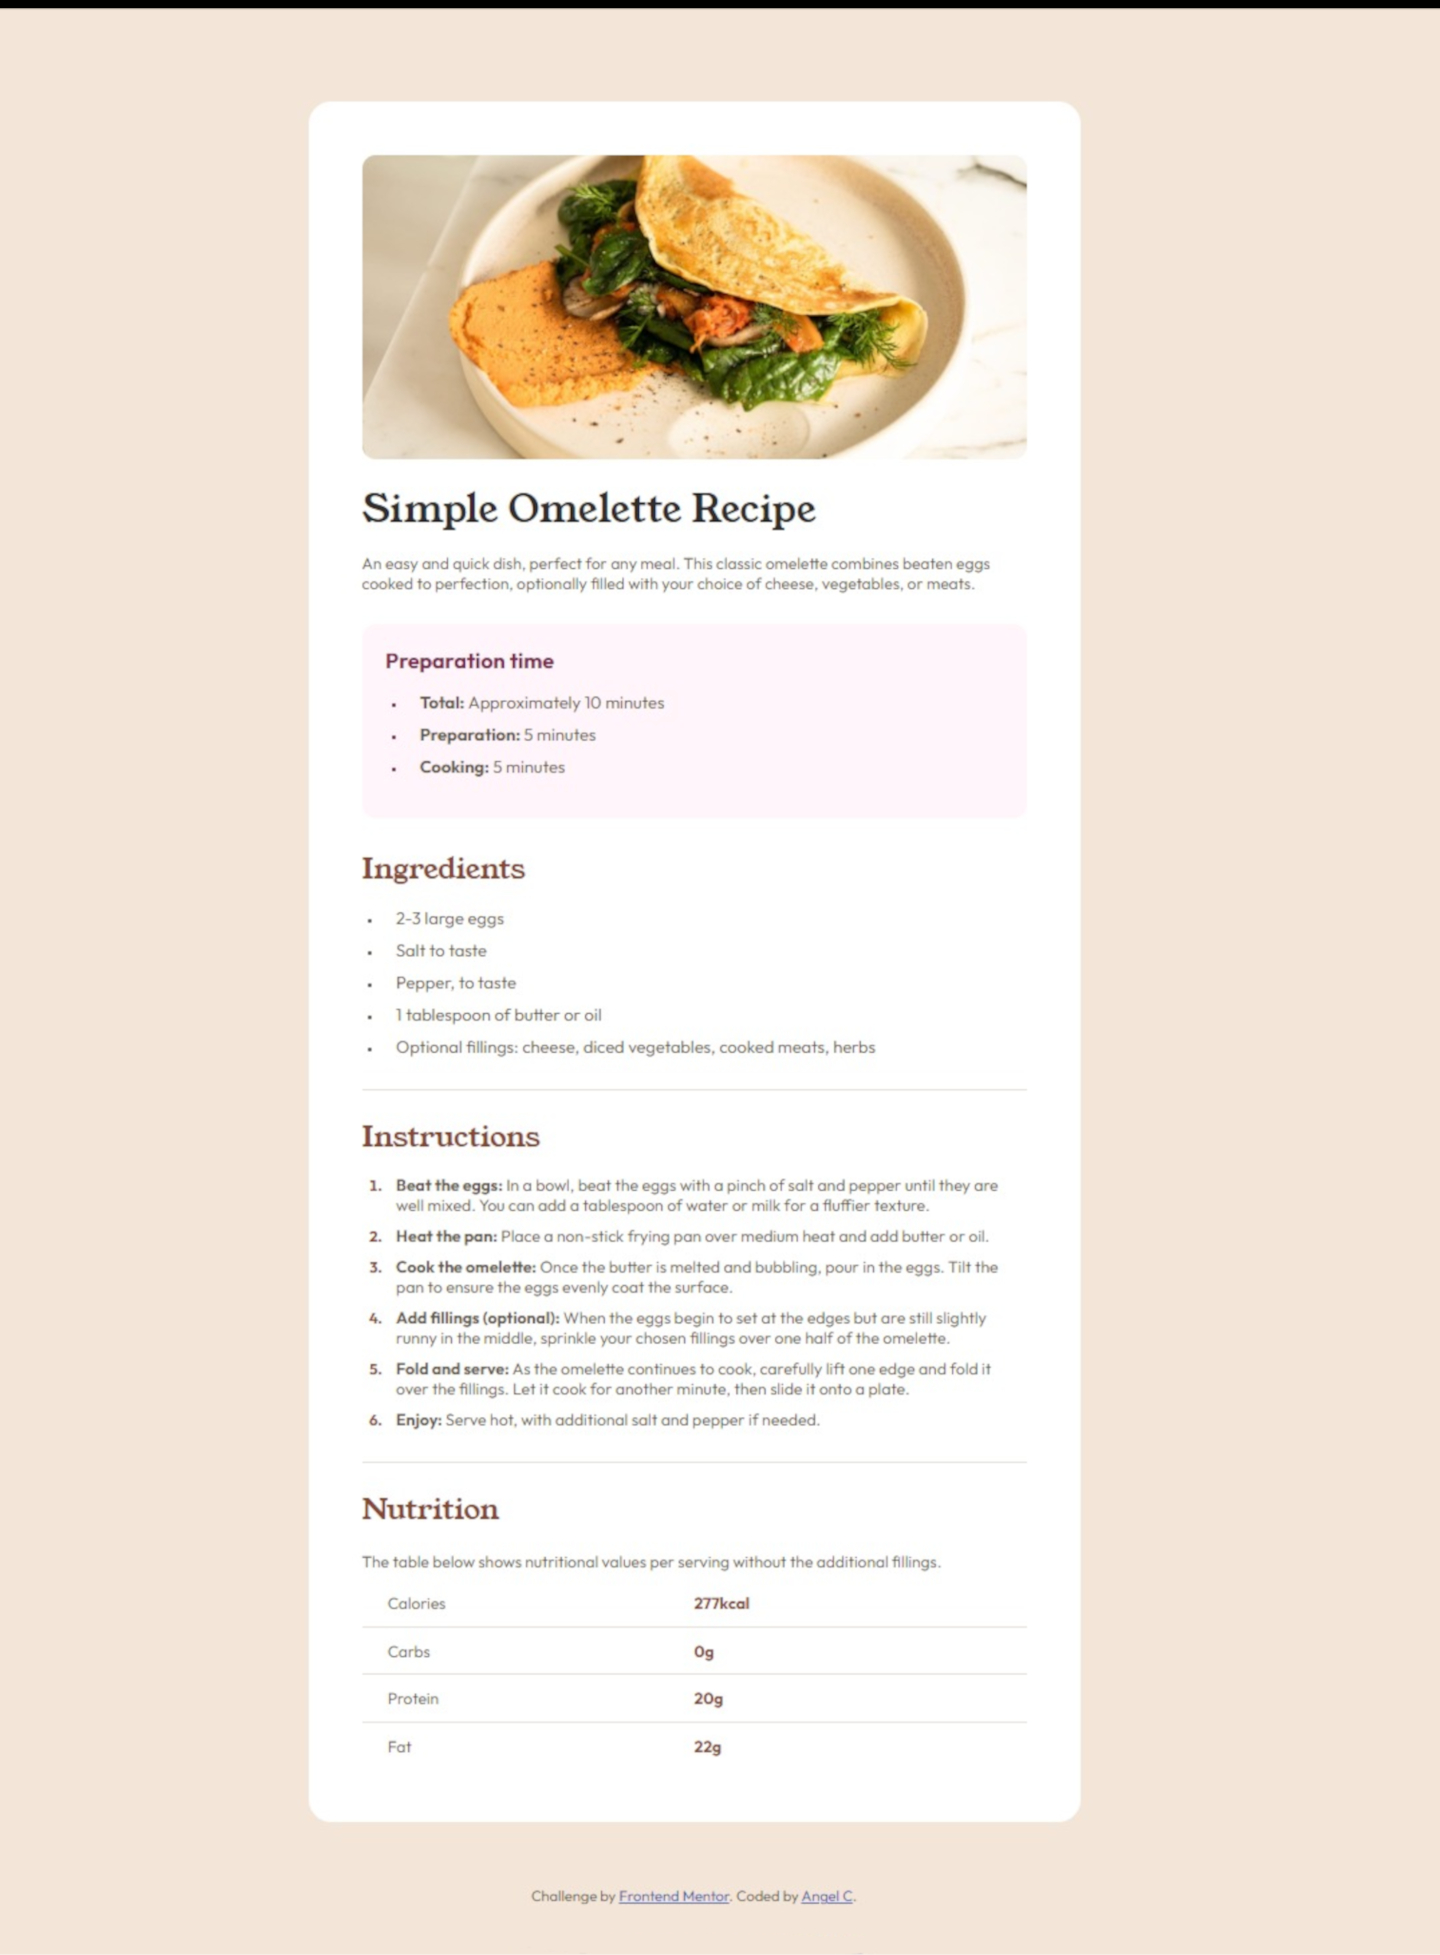 Simple Omelette Recipe
An easy and quick dish, perfect for any meal. This classic omelette combines beaten eggs
cooked to perfection, optionally filled with your choice of cheese, vegetables, or meats.
Preparation time
• Total: Approximately 10 minutes
• Preparation: 5 minutes
• Cooking: 5 minutes
Ingredients
• 2-3 large eggs
• Salt to taste
• Pepper, to taste
• 1 tablespoon of butter or oil
• Optional fillings: cheese, diced vegetables, cooked meats, herbs
Instructions
1. Beat the eggs: In a bowl, beat the eggs with a pinch of salt and pepper until they are
well mixed. You can add a tablespoon of water or milk for a fluffier texture.
2. Heat the pan: Place a non-stick frying pan over medium heat and add butter or oil.
3. Cook the omelette: Once the butter is melted and bubbling, pour in the eggs. Tilt the
pan to ensure the eggs evenly coat the surface.
4. Add fillings (optional): When the eggs begin to set at the edges but are still slightly
runny in the middle, sprinkle your chosen fillings over one half of the omelette.
5. Fold and serve: As the omelette continues to cook, carefully lift one edge and fold it
over the fillings. Let it cook for another minute, then slide it onto a plate.
6. Enjoy: Serve hot, with additional salt and pepper if needed.
Nutrition
The table below shows nutritional values per serving without the additional fillings.
Calories 277kcal
Carbs 0g
Protein 20g
Fat 22g
Challenge by Frontend Mentor. Coded by Angel C.